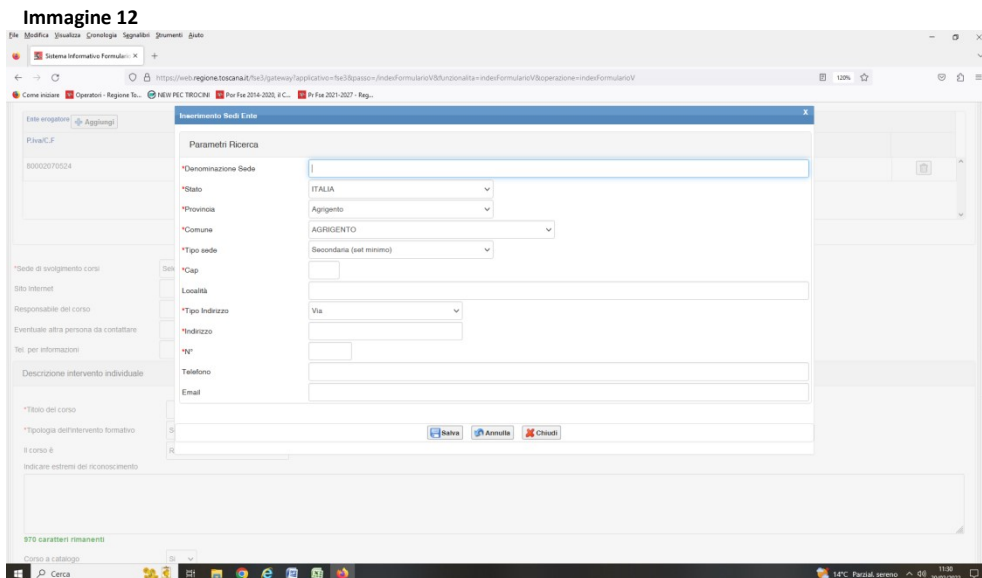 Immagine 12
File Modifica Visualizza Cronologia Segnalibri Strumenti Aiuto
Sistema Informativo Formulario
https://web.regione.toscana.it/fse3/gateway?applicativo=fse3&passo=/indexFormularioV&funzionalita=indexFormularioV&operazione=indexFormularioV
120%
Come iniziare Operatori - Regione To... NEW PEC TIROCINI Por Fse 2014-2020, il C... Pr Fse 2021-2027 - Reg...
Ente erogatore Aggiungi
P.iva/C.F
80002070524
Inserimento Sedi Ente X
Parametri Ricerca
*Denominazione Sede
*Stato ITALIA
*Provincia Agrigento
*Comune AGRIGENTO
*Tipo sede Secondaria (set minimo)
*Cap
Località
*Tipo Indirizzo Via
*Indirizzo
*N°
Telefono
Email
Salva Annulla Chiudi
*Sede di svolgimento corsi Sele
Sito Internet
Responsabile del corso
Eventuale altra persona da contattare
Tel. per informazioni
Descrizione intervento individuale
*Titolo del corso
*Tipologia dell'intervento formativo S
Il corso è R
Indicare estremi del riconoscimento
970 caratteri rimanenti
Corso a catalogo Si
Cerca
14°C Parzial. sereno
11:30